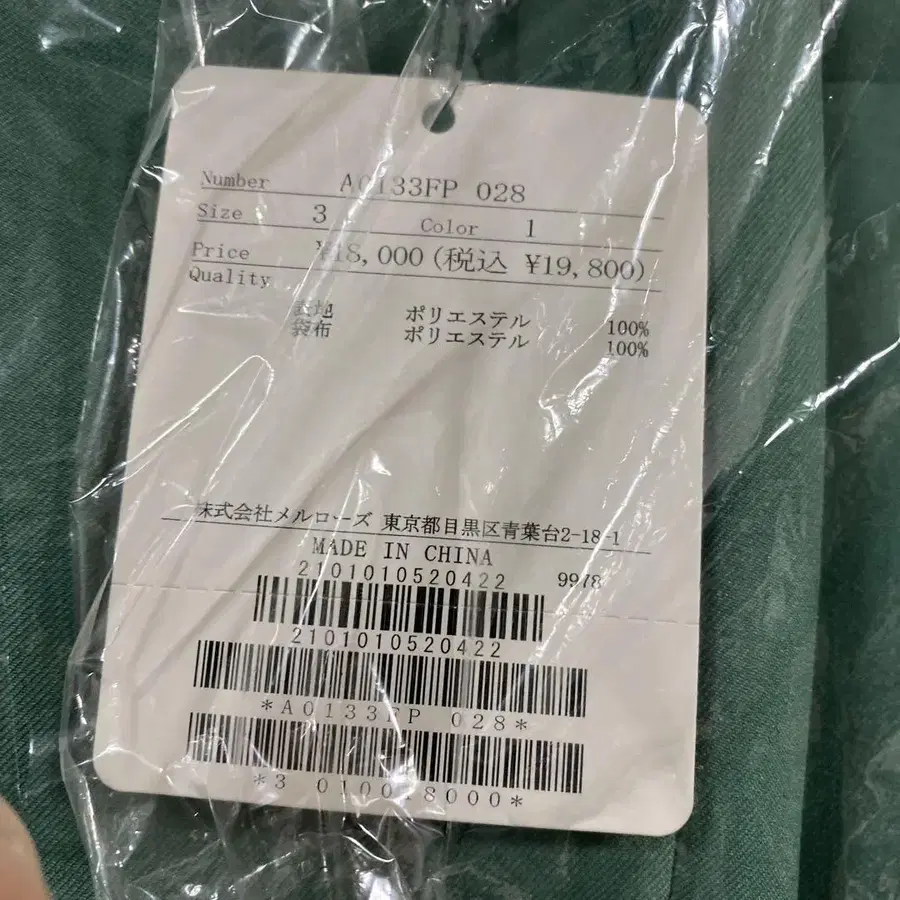 Number A0133FP 028
Size 3 Color 1
Price ¥18,000(税込 ¥19,800)
Quality
表地 ポリエステル 100%
袋布 ポリエステル 100%
株式会社メルローズ 東京都目黒区青葉台2-18-1
MADE IN CHINA
2101010520422 9978
2101010520422
*A0133FP 028*
*3 010018000*